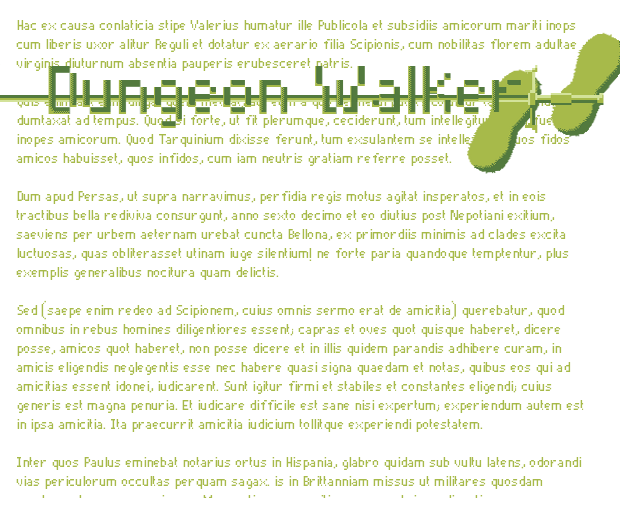 Hac ex causa conlaticia stipe Valerius humatur ille Publicola et subsidiis amicorum mariti inops
cum liberis uxor alitur Reguli et dotatur ex aerario filia Scipionis, cum nobilitas florem adultae
virginis diuturnum absentia pauperis erubesceret patris.
Dungeon Walker
dumtaxat ad tempus. Quod si forte, ut fit plerumque, ceciderunt, tum
inopes amicorum. Quod Tarquinium dixisse ferunt, tum exsulantem se fidos
amicos habuisset, quos infidos, cum iam neutris gratiam referre posset.
Dum apud Persas, ut supra narravimus, perfidia regis motus agitat insperatos, et in eois
tractibus bella rediviva consurgunt, anno sexto decimo et eo diutius post Nepotiani exitium,
saeviens per urbem aeternam urebat cuncta Bellona, ex primordiis minimis ad clades excita
luctuosas, quas obliterasset utinam iuge silentium! ne forte paria quandoque temptentur, plus
exemplis generalibus nocitura quam delictis.
Sed (saepe enim redeo ad Scipionem, cuius omnis sermo erat de amicitia) querebatur, quod
omnibus in rebus homines diligentiores essent; capras et oves quot quisque haberet, dicere
posse, amicos quot haberet, non posse dicere et in illis quidem parandis adhibere curam, in
amicis eligendis neglegentis esse nec habere quasi signa quaedam et notas, quibus eos qui ad
amicitias essent idonei, iudicarent. Sunt igitur firmi et stabiles et constantes eligendi; cuius
generis est magna penuria. Et iudicare difficile est sane nisi expertum; experiendum autem est
in ipsa amicitia. Ita praecurrit amicitia iudicium tollitque experiendi potestatem.
Inter quos Paulus eminebat notarius ortus in Hispania, glabro quidam sub vultu latens, odorandi
vias periculorum occultas perquam sagax. is in Brittanniam missus ut militares quosdam